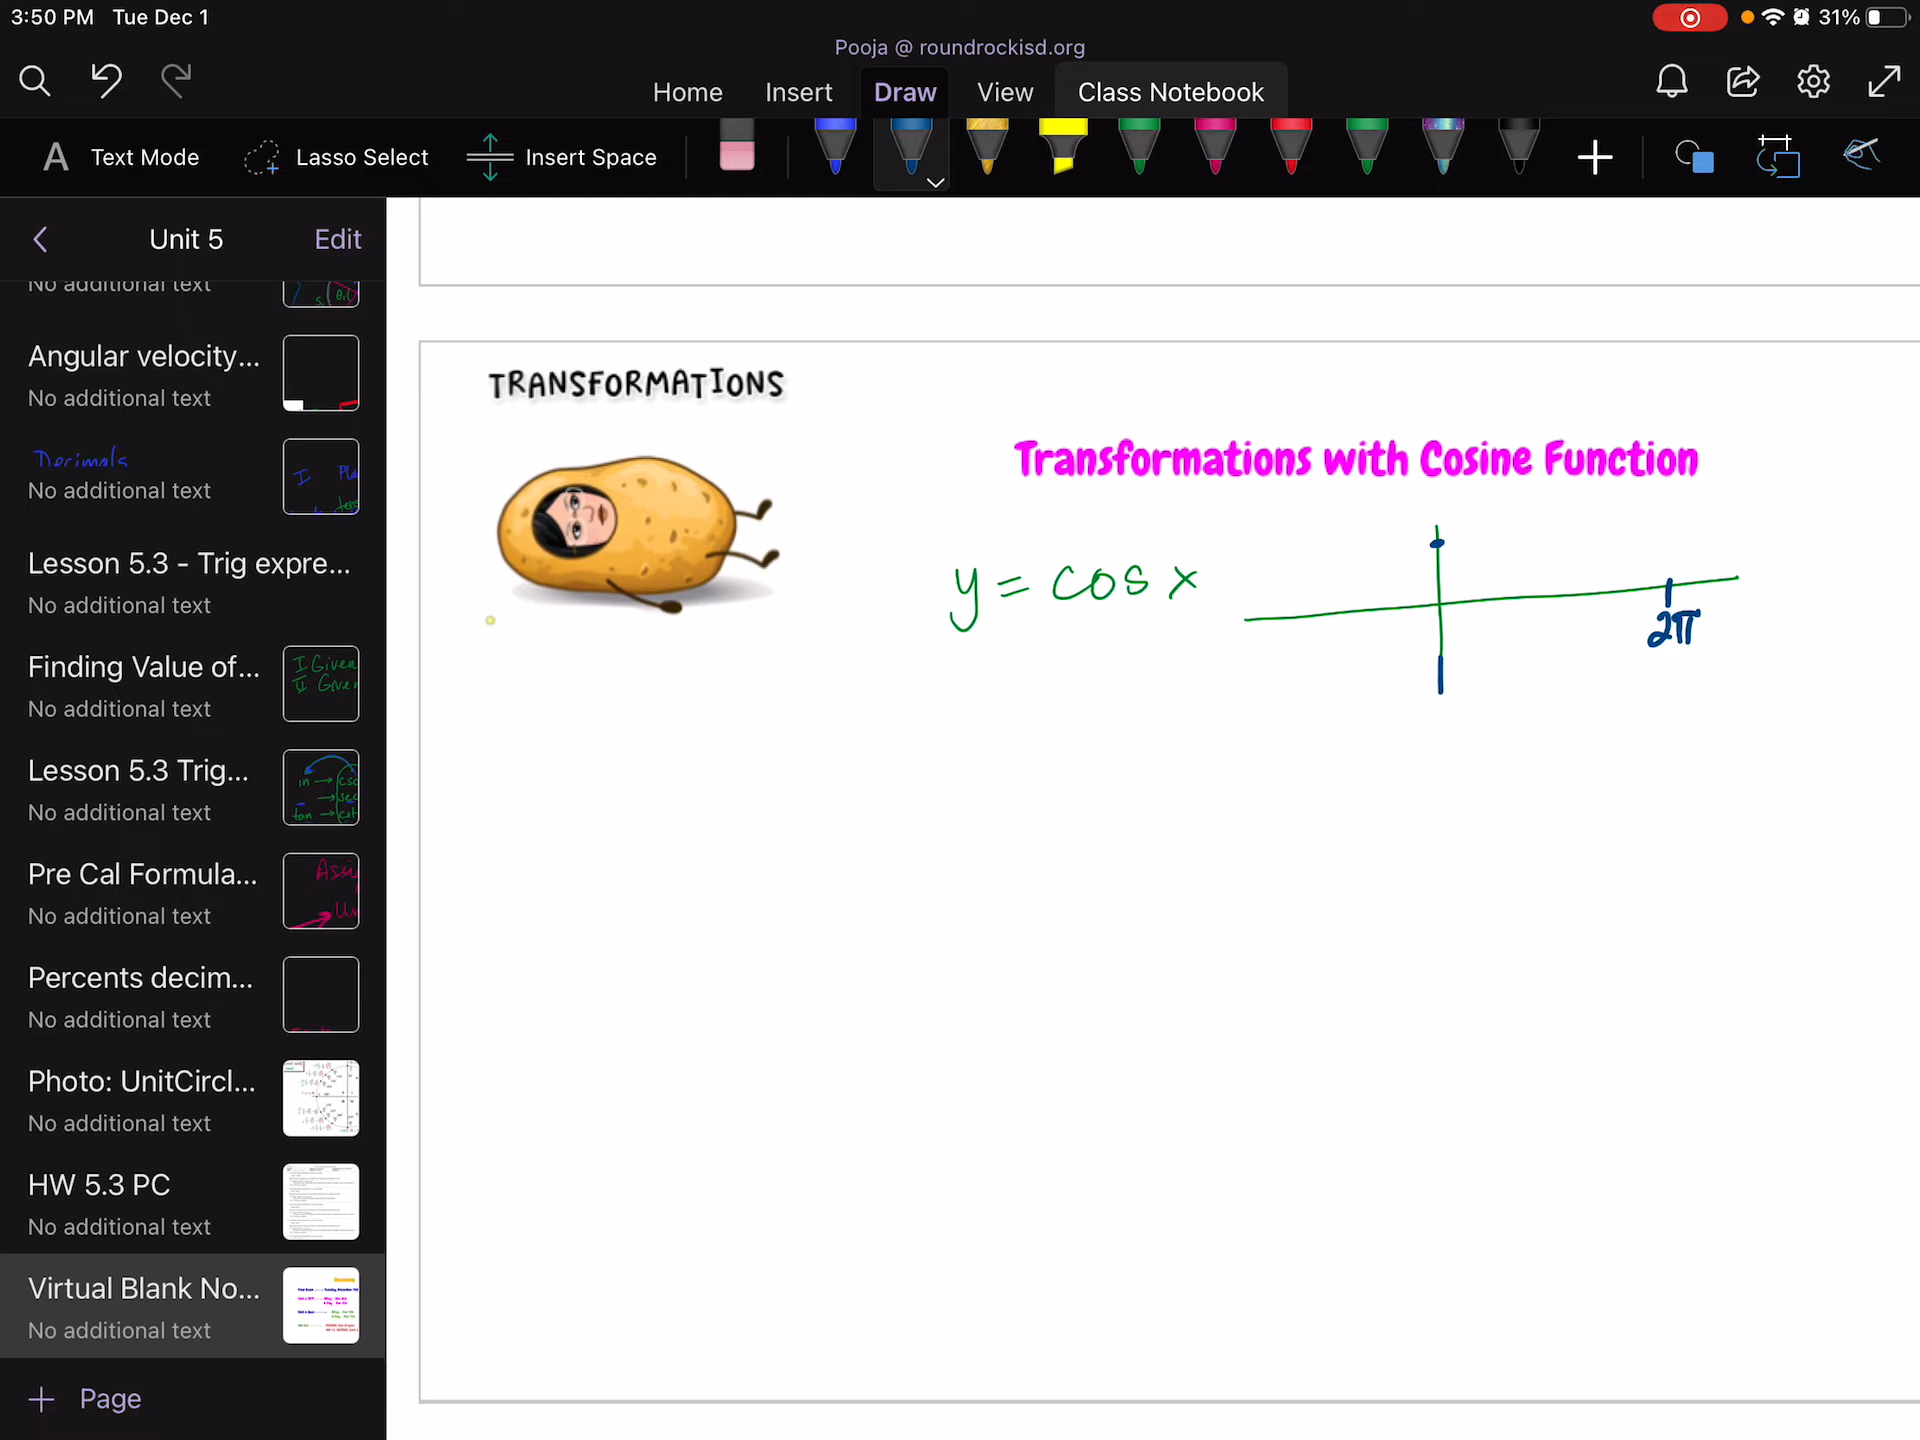 3:50 PM Tue Dec 1
31%
Pooja @ roundrockisd.org
Home Insert Draw View Class Notebook
A Text Mode Lasso Select Insert Space
Unit 5 Edit
No additional text
Angular velocity...
No additional text
Decimals
No additional text
Lesson 5.3 - Trig expre...
No additional text
Finding Value of...
No additional text
Lesson 5.3 Trig...
No additional text
Pre Cal Formula...
No additional text
Percents decim...
No additional text
Photo: UnitCircl...
No additional text
HW 5.3 PC
No additional text
Virtual Blank No...
No additional text
+ Page
TRANSFORMATIONS
Transformations with Cosine Function
y = cos x
2π